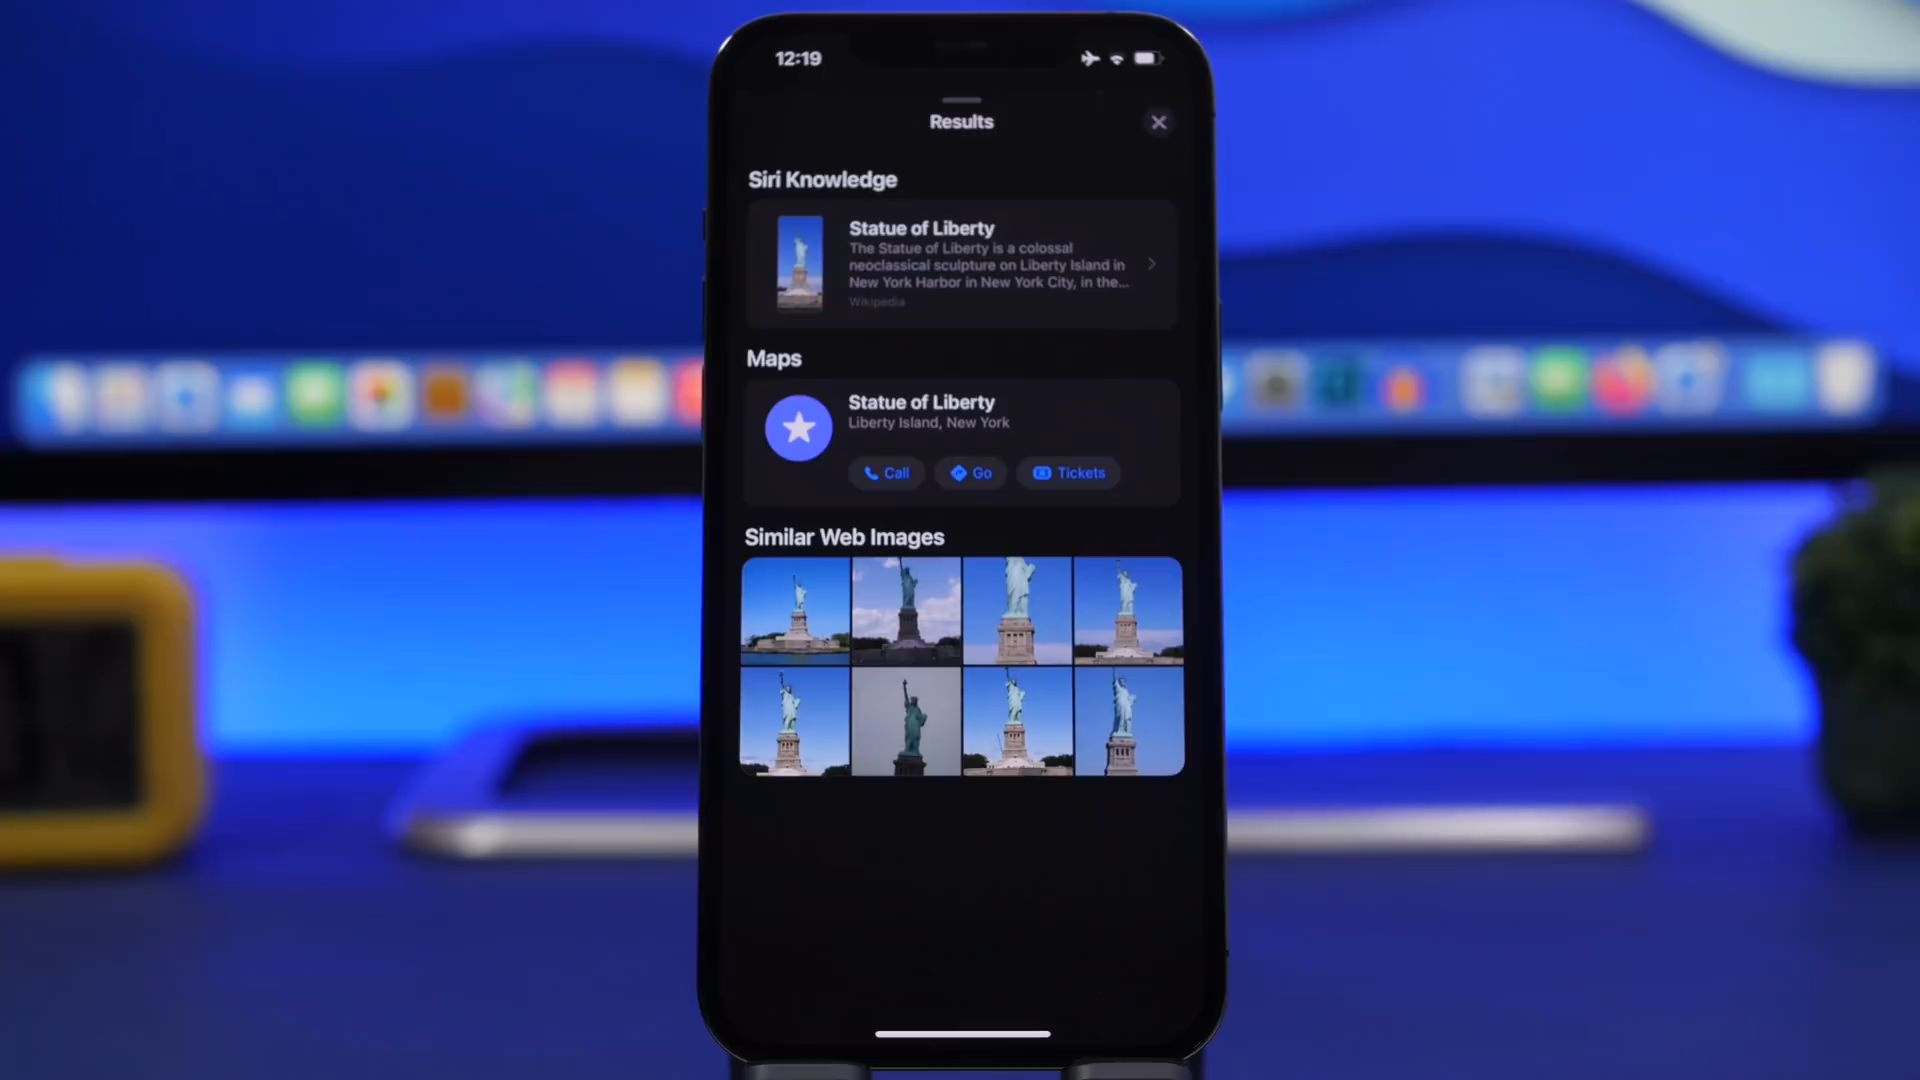 12:19
Results
Siri Knowledge
Statue of Liberty
The Statue of Liberty is a colossal
neoclassical sculpture on Liberty Island in
New York Harbor in New York City, in the...
Wikipedia
Maps
Statue of Liberty
Liberty Island, New York
Call
Go
Tickets
Similar Web Images